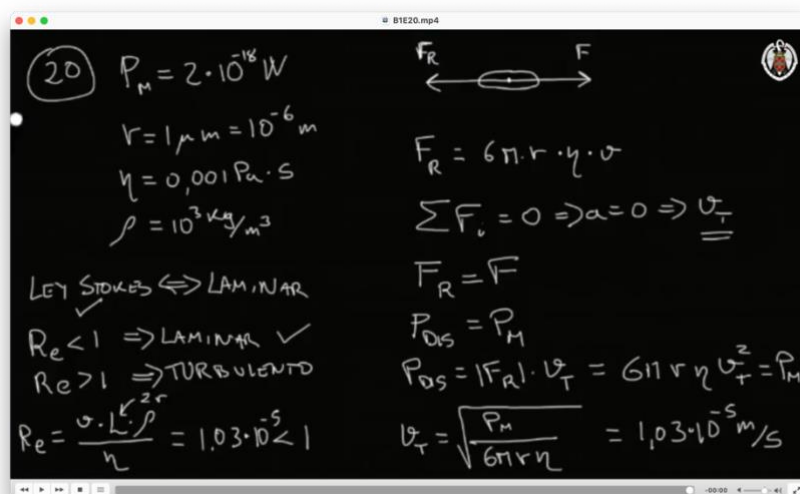 B1E20.mp4
20
P_M = 2·10^-18 W
r = 1 μm = 10^-6 m
η = 0,001 Pa·s
ρ = 10^3 Kg/m^3
LEY STOKES <=> LAMINAR
✓
Re < 1 => LAMINAR ✓
Re > 1 => TURBULENTO
2r
Re = v·L·ρ / η = 1,03·10^-5 < 1
F_R F
F_R = 6π·r·η·v
∑F_i = 0 => a = 0 => v_T
F_R = F
P_DIS = P_M
P_DIS = |F_R|·v_T = 6π r η v_T^2 = P_M
v_T = √(P_M / 6π r η) = 1,03·10^-5 m/s
-00:00